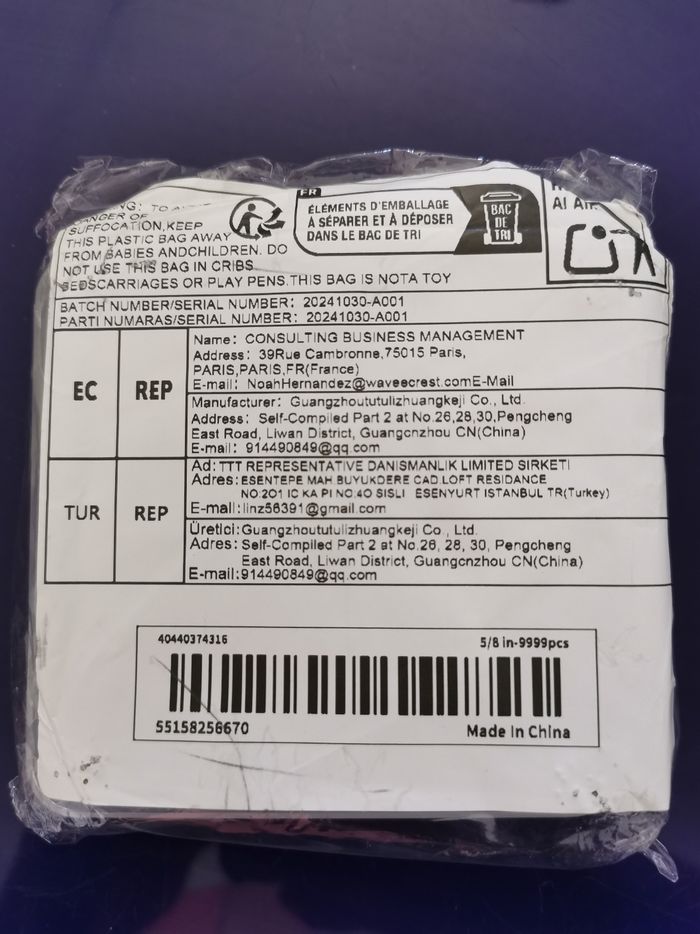 NG: TO
DANGER OF
SUFFOCATION,KEEP
THIS PLASTIC BAG AWAY
FROM BABIES ANDCHILDREN. DO
NOT USE THIS BAG IN CRIBS
BEDSCARRIAGES OR PLAY PENS.THIS BAG IS NOTA TOY
FR
ÉLÉMENTS D'EMBALLAGE
À SÉPARER ET À DÉPOSER
DANS LE BAC DE TRI
BAC
DE
TRI
BATCH NUMBER/SERIAL NUMBER: 20241030-A001
PARTI NUMARAS/SERIAL NUMBER: 20241030-A001
EC REP
Name: CONSULTING BUSINESS MANAGEMENT
Address: 39Rue Cambronne,75015 Paris,
PARIS,PARIS,FR(France)
E-mail: NoahHernandez@waveecrest.comE-Mail
Manufacturer: Guangzhoututulizhuangkeji Co., Ltd.
Address: Self-Compiled Part 2 at No.26,28,30,Pengcheng
East Road, Liwan District, Guangcnzhou CN(China)
E-mail: 914490849@qq.com
TUR REP
Ad: TTT REPRESENTATIVE DANISMANLIK LIMITED SIRKETI
Adres: ESENTEPE MAH BUYUKDERE CAD.LOFT RESIDANCE
NO:201 IC KA PI NO:40 SISLI ESENYURT ISTANBUL TR(Turkey)
E-mail:linz56391@gmail.com
Üretici:Guangzhoututulizhuangkeji Co., Ltd.
Adres: Self-Compiled Part 2 at No.26, 28, 30, Pengcheng
East Road, Liwan District, Guangcnzhou CN(China)
E-mail:914490849@qq.com
40440374316 5/8 in-9999pcs
55158256670 Made In China